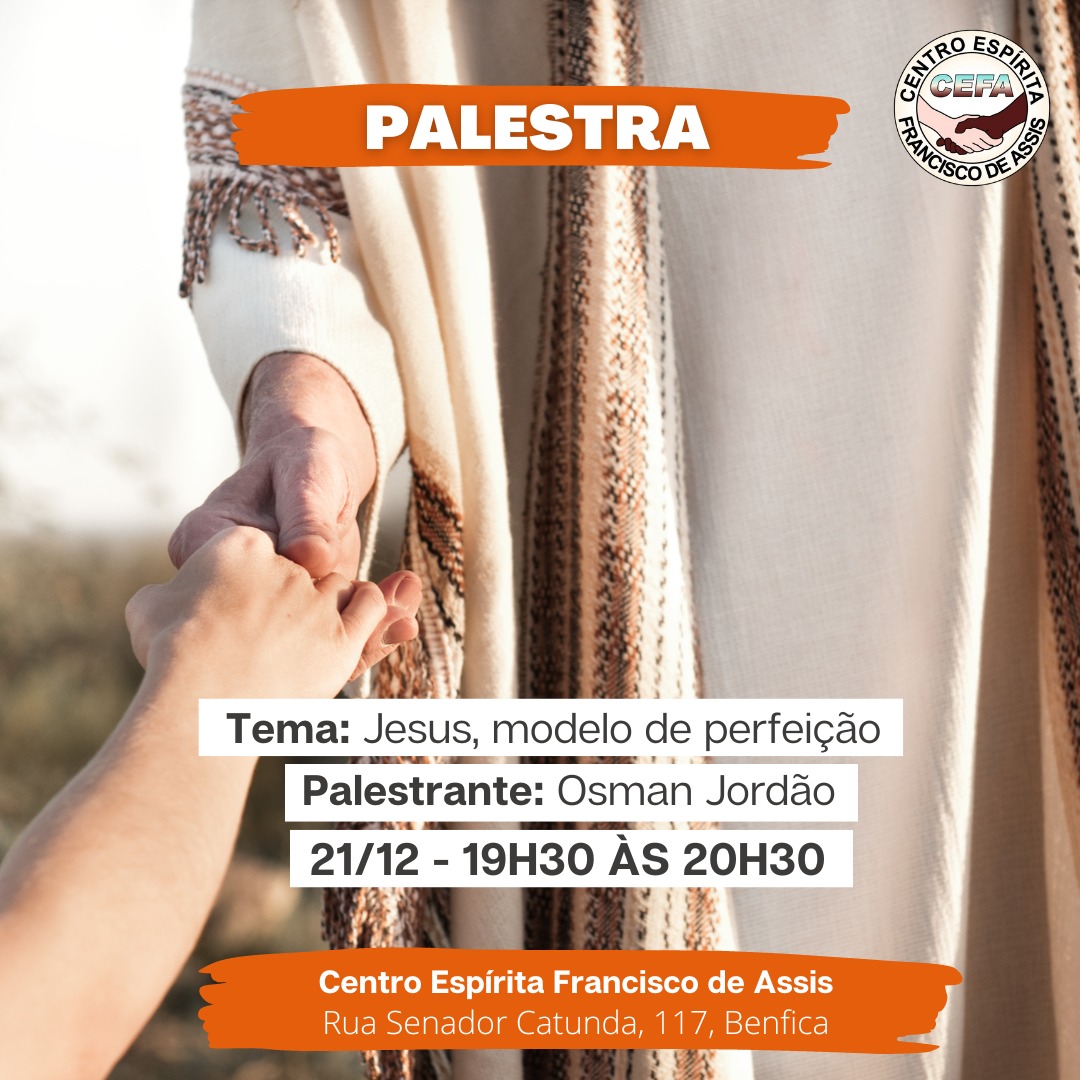 PALESTRA
CENTRO ESPÍRITA
CEFA
FRANCISCO DE ASSIS
Tema: Jesus, modelo de perfeição
Palestrante: Osman Jordão
21/12 - 19H30 ÀS 20H30
Centro Espírita Francisco de Assis
Rua Senador Catunda, 117, Benfica